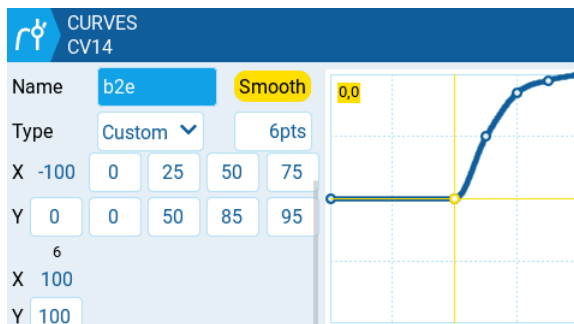 CURVES
CV14
Name b2e Smooth
0,0
Type Custom 6pts
X -100 0 25 50 75
Y 0 0 50 85 95
6
X 100
Y 100